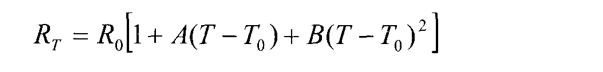 R_T = R_0[1 + A(T − T_0) + B(T − T_0)^2]